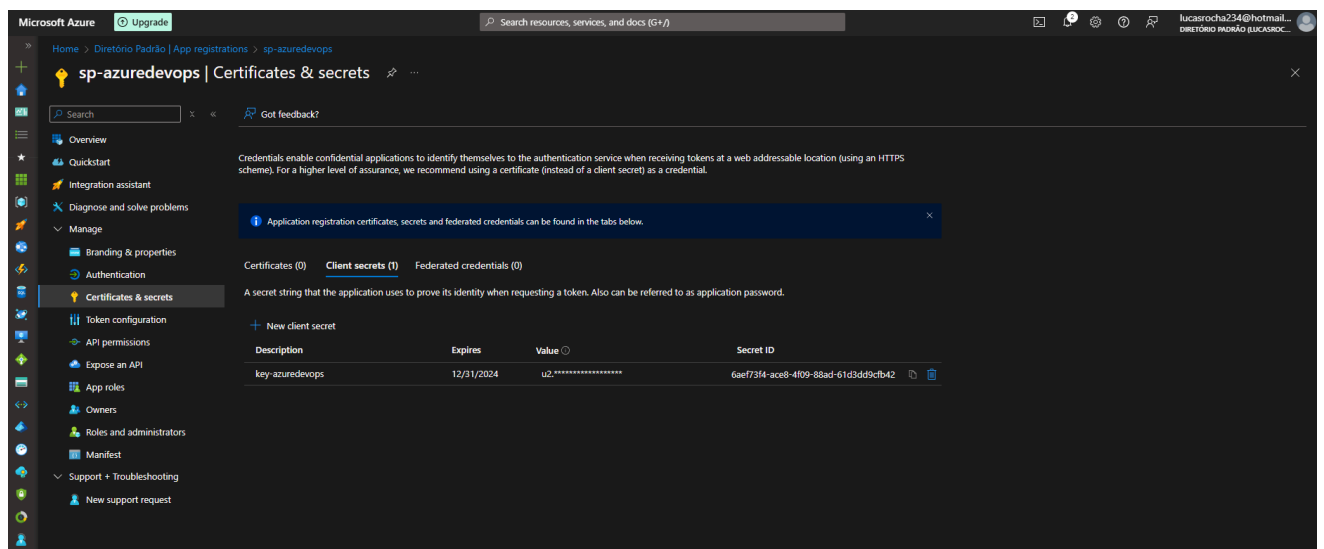 Microsoft Azure
Upgrade
Search resources, services, and docs (G+/)
2
lucasrocha234@hotmail...
DIRETÓRIO PADRÃO (LUCASROC...
Home > Diretório Padrão | App registrations > sp-azuredevops
sp-azuredevops | Certificates & secrets
Search
Got feedback?
Overview
Quickstart
Integration assistant
Diagnose and solve problems
Manage
Branding & properties
Authentication
Certificates & secrets
Token configuration
API permissions
Expose an API
App roles
Owners
Roles and administrators
Manifest
Support + Troubleshooting
New support request
Credentials enable confidential applications to identify themselves to the authentication service when receiving tokens at a web addressable location (using an HTTPS
scheme). For a higher level of assurance, we recommend using a certificate (instead of a client secret) as a credential.
Application registration certificates, secrets and federated credentials can be found in the tabs below.
Certificates (0) Client secrets (1) Federated credentials (0)
A secret string that the application uses to prove its identity when requesting a token. Also can be referred to as application password.
New client secret
Description Expires Value Secret ID
key-azuredevops 12/31/2024 u2.****************** 6aef73f4-ace8-4f09-88ad-61d3dd9cfb42